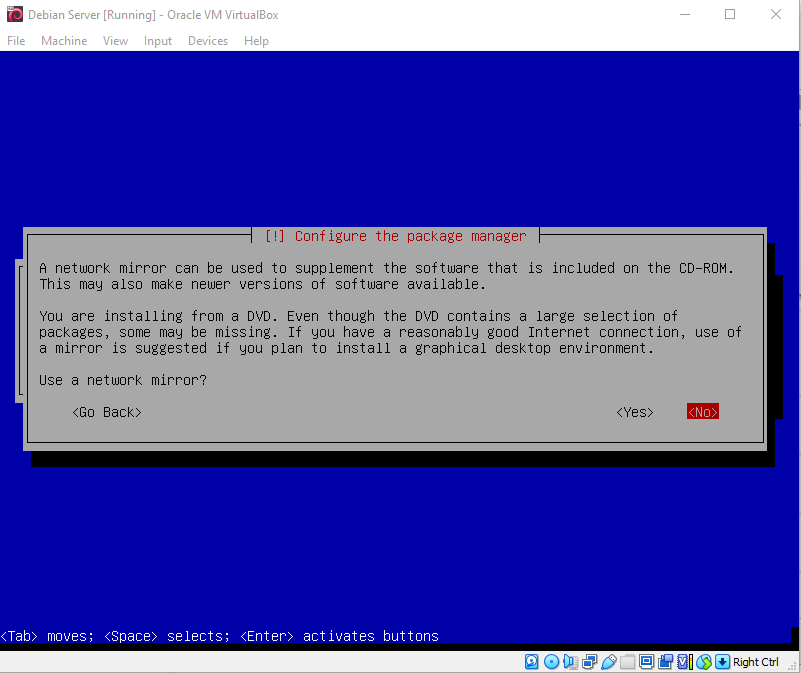 Debian Server [Running] - Oracle VM VirtualBox
File Machine View Input Devices Help
[!] Configure the package manager
A network mirror can be used to supplement the software that is included on the CD-ROM.
This may also make newer versions of software available.
You are installing from a DVD. Even though the DVD contains a large selection of
packages, some may be missing. If you have a reasonably good Internet connection, use of
a mirror is suggested if you plan to install a graphical desktop environment.
Use a network mirror?
<Go Back> <Yes> <No>
<Tab> moves; <Space> selects; <Enter> activates buttons
Right Ctrl